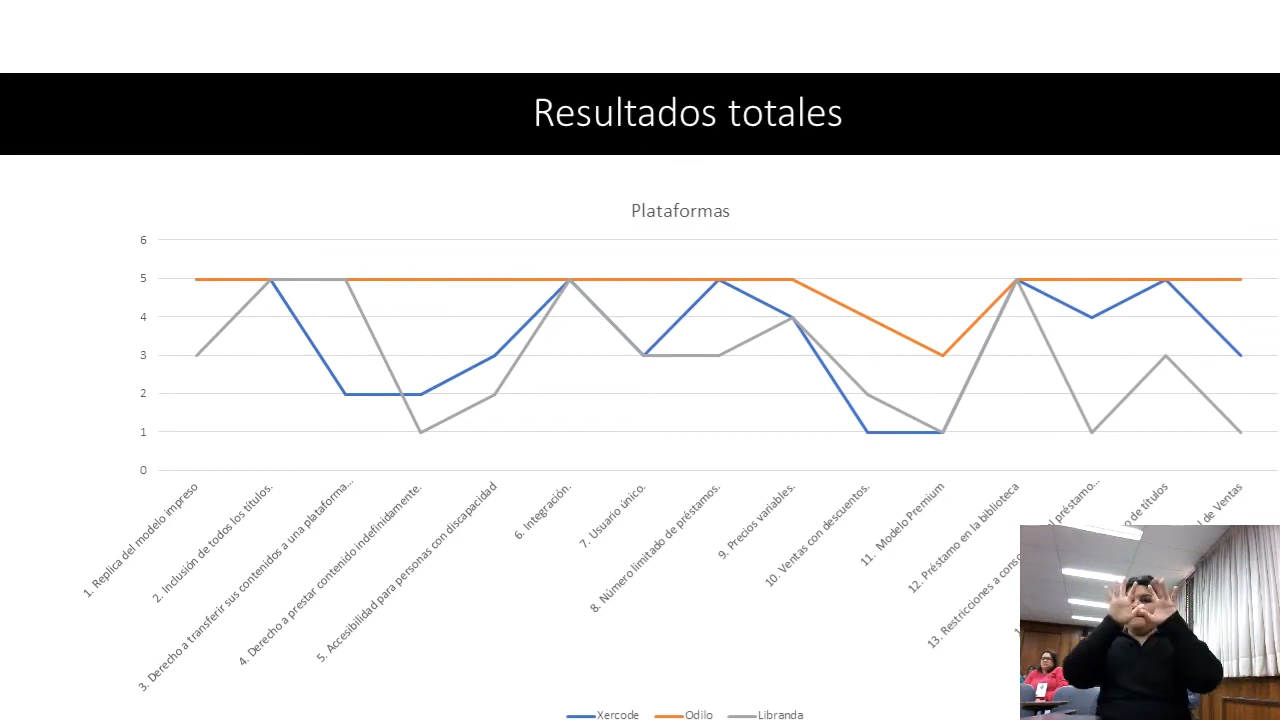 Resultados totales
Plataformas
6
5
4
3
2
1
0
1. Replica del modelo impreso
2. Inclusión de todos los títulos.
3. Derecho a transferir sus contenidos a una plataforma...
4. Derecho a prestar contenido indefinidamente.
5. Accesibilidad para personas con discapacidad
6. Integración.
7. Usuario único.
8. Número limitado de préstamos.
9. Precios variables.
10. Ventas con descuentos.
11. Modelo Premium
12. Préstamo en la biblioteca
13. Restricciones a préstamo...
de títulos
de Ventas
Xercode Odilo Libranda